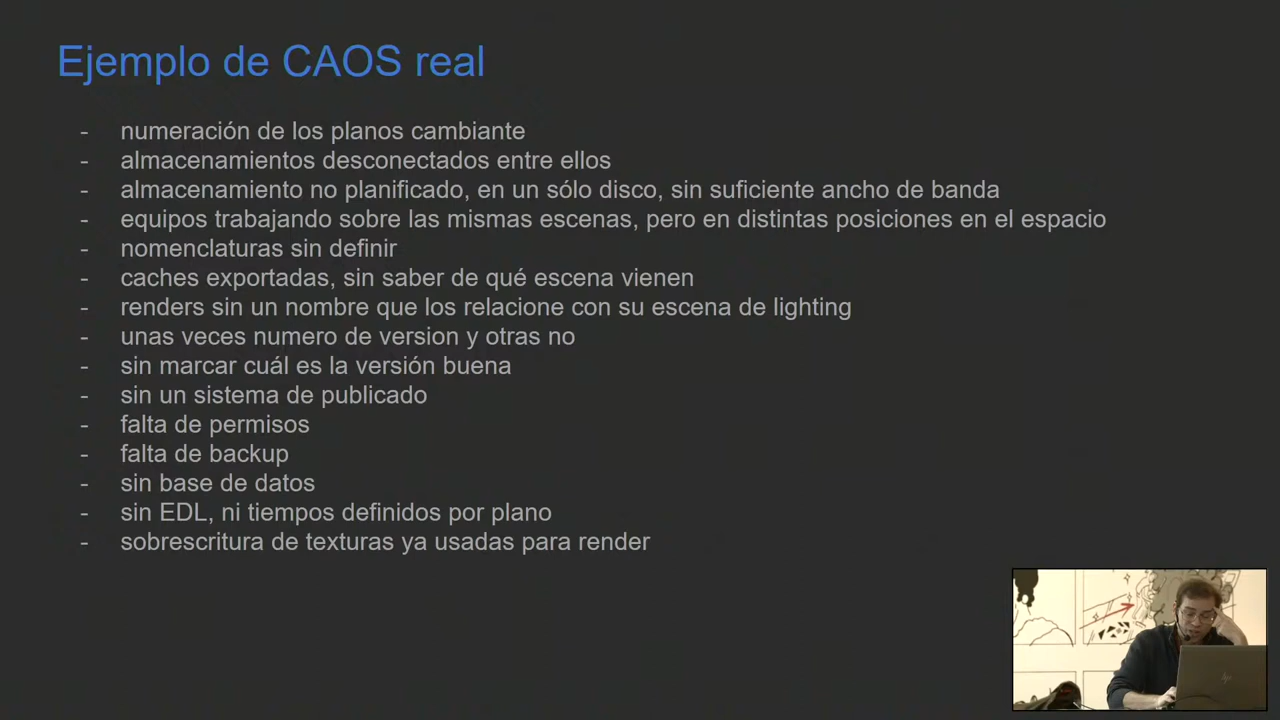 Ejemplo de CAOS real
- numeración de los planos cambiante
- almacenamientos desconectados entre ellos
- almacenamiento no planificado, en un sólo disco, sin suficiente ancho de banda
- equipos trabajando sobre las mismas escenas, pero en distintas posiciones en el espacio
- nomenclaturas sin definir
- caches exportadas, sin saber de qué escena vienen
- renders sin un nombre que los relacione con su escena de lighting
- unas veces numero de version y otras no
- sin marcar cuál es la versión buena
- sin un sistema de publicado
- falta de permisos
- falta de backup
- sin base de datos
- sin EDL, ni tiempos definidos por plano
- sobrescritura de texturas ya usadas para render
hp